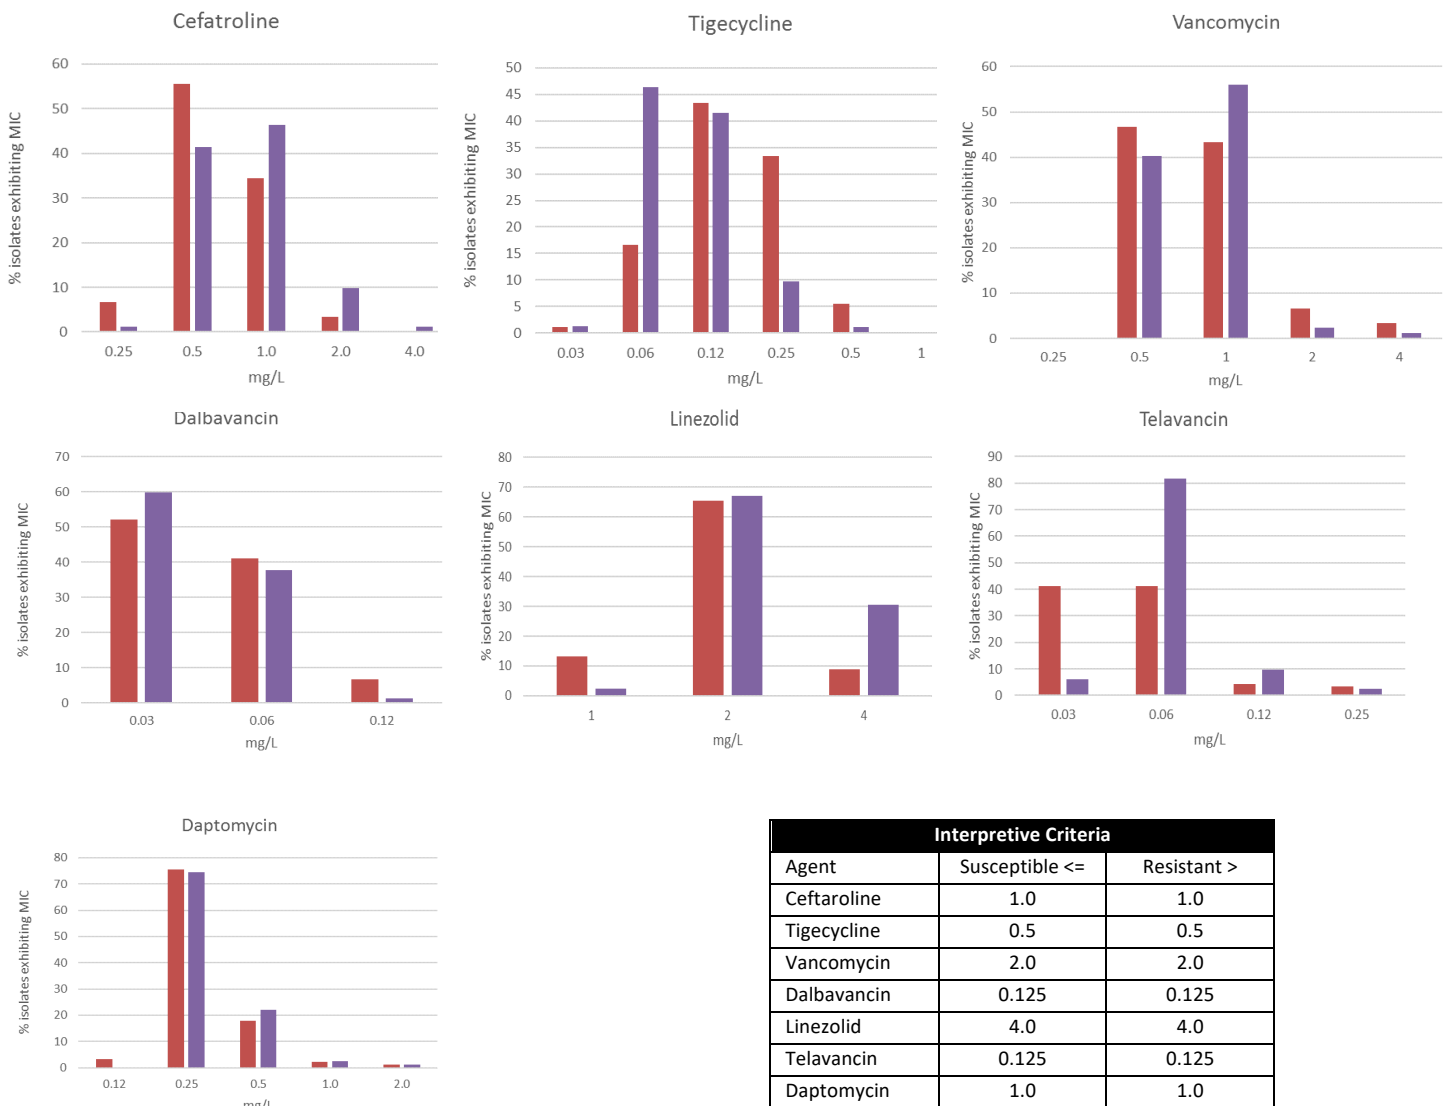 Cefatroline
% isolates exhibiting MIC
60
50
40
30
20
10
0
0.25 0.5 1.0 2.0 4.0
mg/L
Tigecycline
% isolates exhibiting MIC
50
45
40
35
30
25
20
15
10
5
0
0.03 0.06 0.12 0.25 0.5 1
mg/L
Vancomycin
% isolates exhibiting MIC
60
50
40
30
20
10
0
0.25 0.5 1 2 4
mg/L
Dalbavancin
% isolates exhibiting MIC
70
60
50
40
30
20
10
0
0.03 0.06 0.12
mg/L
Linezolid
% isolates exhibiting MIC
80
70
60
50
40
30
20
10
0
1 2 4
mg/L
Telavancin
% isolates exhibiting MIC
90
80
70
60
50
40
30
20
10
0
0.03 0.06 0.12 0.25
mg/L
Daptomycin
% isolates exhibiting MIC
80
70
60
50
40
30
20
10
0
0.12 0.25 0.5 1.0 2.0
mg/L
Interpretive Criteria
Agent Susceptible <= Resistant >
Ceftaroline 1.0 1.0
Tigecycline 0.5 0.5
Vancomycin 2.0 2.0
Dalbavancin 0.125 0.125
Linezolid 4.0 4.0
Telavancin 0.125 0.125
Daptomycin 1.0 1.0